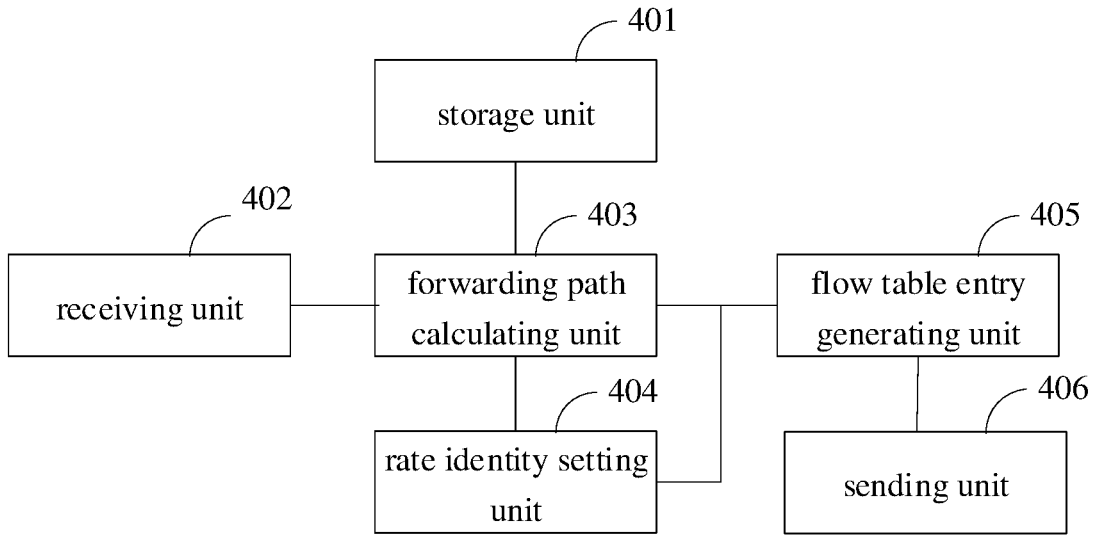 401
storage unit
402
403
405
receiving unit
forwarding path
calculating unit
flow table entry
generating unit
404
406
rate identity setting
unit
sending unit